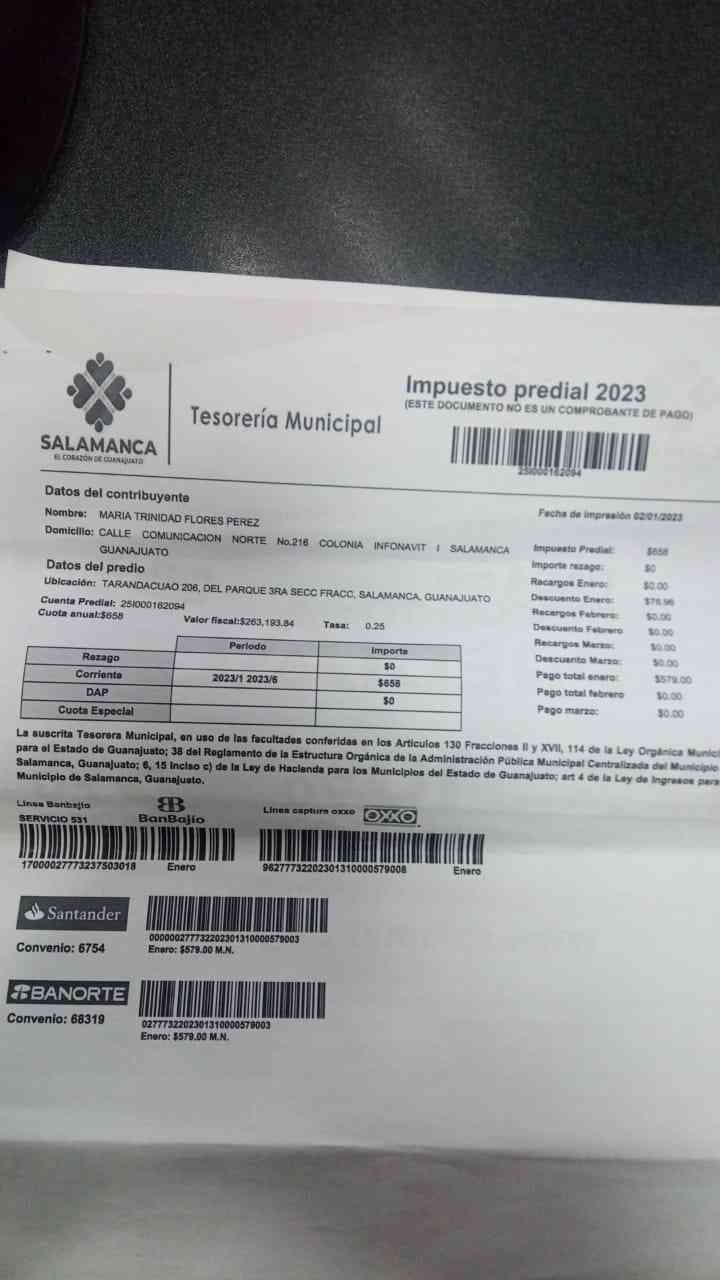 Impuesto predial 2023
(ESTE DOCUMENTO NO ES UN COMPROBANTE DE PAGO)
Tesorería Municipal
SALAMANCA
EL CORAZÓN DE GUANAJUATO
25I000162094
Datos del contribuyente
Nombre: MARIA TRINIDAD FLORES PEREZ
Domicilio: CALLE COMUNICACION NORTE No.216 COLONIA INFONAVIT I SALAMANCA
GUANAJUATO
Datos del predio
Ubicación: TARANDACUAO 206, DEL PARQUE 3RA SECC FRACC, SALAMANCA, GUANAJUATO
Cuenta Predial: 25I000162094
Cuota anual:$658 Valor fiscal:$263,193.84 Tasa: 0.25
Fecha de impresión 02/01/2023
Impuesto Predial: $658
Importe rezago: $0
Recargos Enero: $0.00
Descuento Enero: $78.96
Recargos Febrero: $0.00
Descuento Febrero $0.00
Recargos Marzo: $0.00
Descuento Marzo: $0.00
Pago total enero: $579.00
Pago total febrero $0.00
Pago marzo: $0.00
Periodo Importe
Rezago $0
Corriente 2023/1 2023/6 $658
DAP $0
Cuota Especial
La suscrita Tesorera Municipal, en uso de las facultades conferidas en los Artículos 130 Fracciones II y XVII, 114 de la Ley Orgánica Munici
para el Estado de Guanajuato; 38 del Reglamento de la Estructura Orgánica de la Administración Pública Municipal Centralizada del Municipio
Salamanca, Guanajuato; 6, 15 inciso c) de la Ley de Hacienda para los Municipios del Estado de Guanajuato; art 4 de la Ley de Ingresos para
Municipio de Salamanca, Guanajuato.
Linea Banbajio
SERVICIO 531
BB
BanBajío
17000027773237503018 Enero
Linea captura oxxo OXXO
96277732202301310000579008 Enero
Santander
Convenio: 6754
000000277732202301310000579003
Enero: $579.00 M.N.
BANORTE
Convenio: 68319
0277732202301310000579003
Enero: $579.00 M.N.